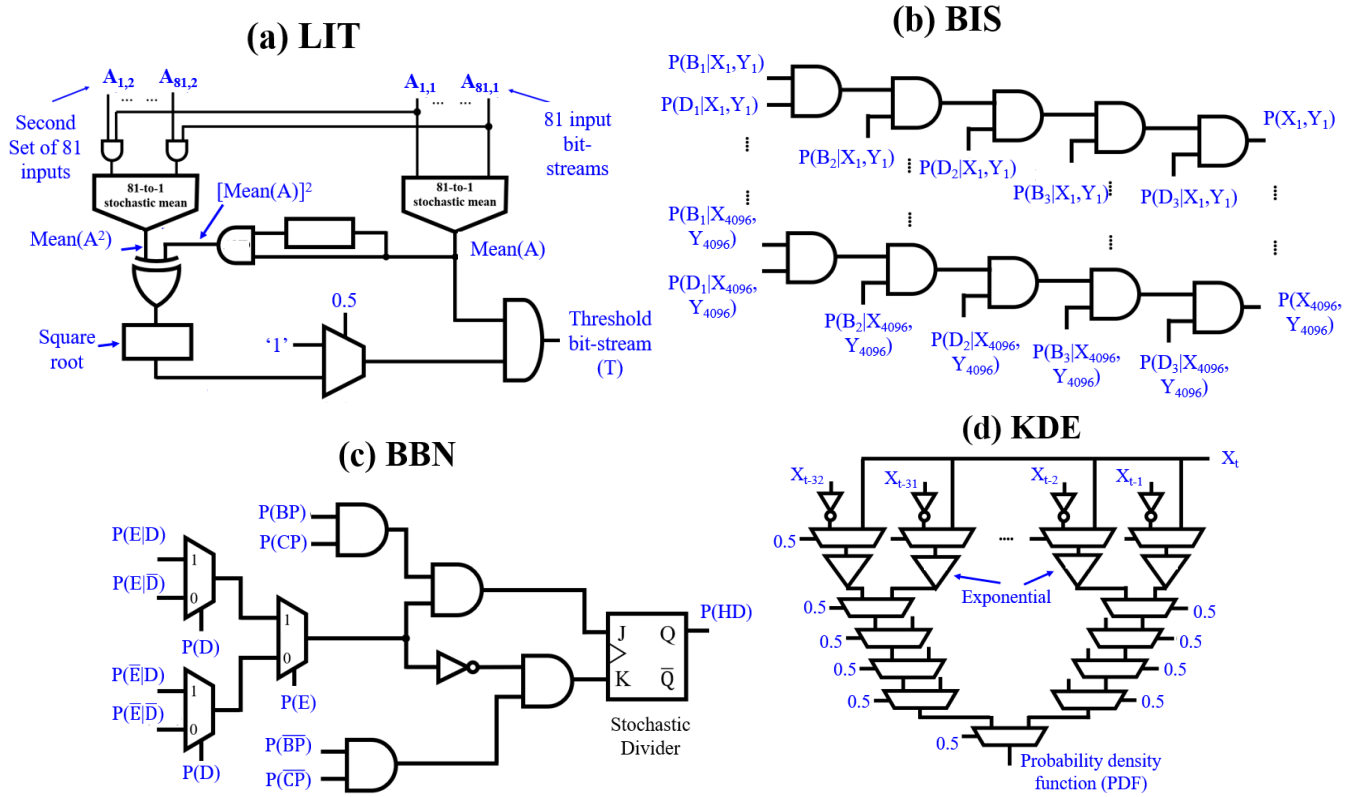 (a) LIT
A₁,₂ A₈₁,₂
... ...
A₁,₁ A₈₁,₁
... ...
Second
Set of 81
inputs
81 input
bit-
streams
81-to-1
stochastic mean
81-to-1
stochastic mean
[Mean(A)]²
Mean(A²)
Mean(A)
Square
root
0.5
‘1’
Threshold
bit-stream
(T)
(b) BIS
P(B₁|X₁,Y₁)
P(D₁|X₁,Y₁)
P(B₂|X₁,Y₁)
P(D₂|X₁,Y₁)
P(B₃|X₁,Y₁)
P(D₃|X₁,Y₁)
P(X₁,Y₁)
P(B₁|X₄₀₉₆,
Y₄₀₉₆)
P(D₁|X₄₀₉₆,
Y₄₀₉₆)
P(B₂|X₄₀₉₆,
Y₄₀₉₆)
P(D₂|X₄₀₉₆,
Y₄₀₉₆)
P(B₃|X₄₀₉₆,
Y₄₀₉₆)
P(D₃|X₄₀₉₆,
Y₄₀₉₆)
P(X₄₀₉₆,
Y₄₀₉₆)
(c) BBN
P(E|D)
P(E|D̅)
1
0
P(D)
P(E̅|D)
P(E̅|D̅)
1
0
P(D)
1
0
P(E)
P(BP)
P(CP)
P(B̅P̅)
P(C̅P̅)
J Q
K Q̅
P(HD)
Stochastic
Divider
(d) KDE
Xₜ
Xₜ₋₃₂ Xₜ₋₃₁ Xₜ₋₂ Xₜ₋₁
0.5 ....
Exponential
0.5 0.5
0.5 0.5
0.5 0.5
0.5 0.5
0.5
Probability density
function (PDF)